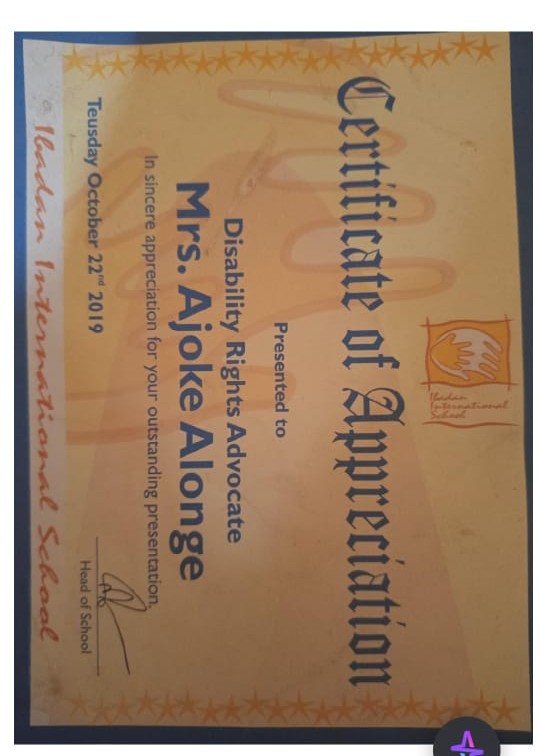 Ibadan
International
School
Certificate of Appreciation
Presented to
Disability Rights Advocate
Mrs. Ajoke Alonge
In sincere appreciation for your outstanding presentation.
Teusday October 22nd 2019
Head of School
Ibadan International School